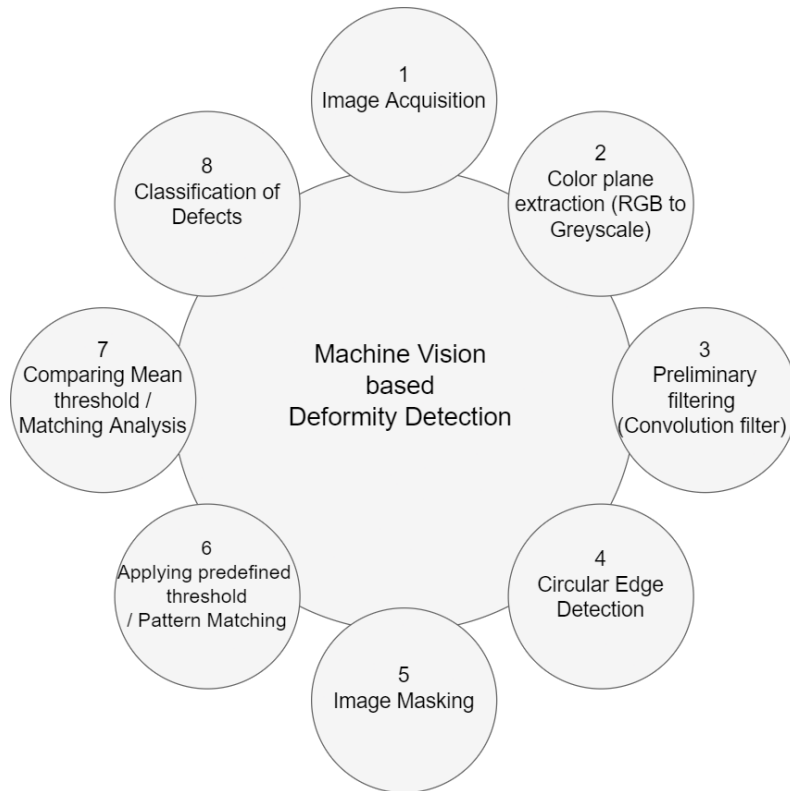 1
Image Acquisition
2
Color plane
extraction (RGB to
Greyscale)
3
Preliminary
filtering
(Convolution filter)
4
Circular Edge
Detection
5
Image Masking
6
Applying predefined
threshold
/ Pattern Matching
7
Comparing Mean
threshold /
Matching Analysis
8
Classification of
Defects
Machine Vision
based
Deformity Detection